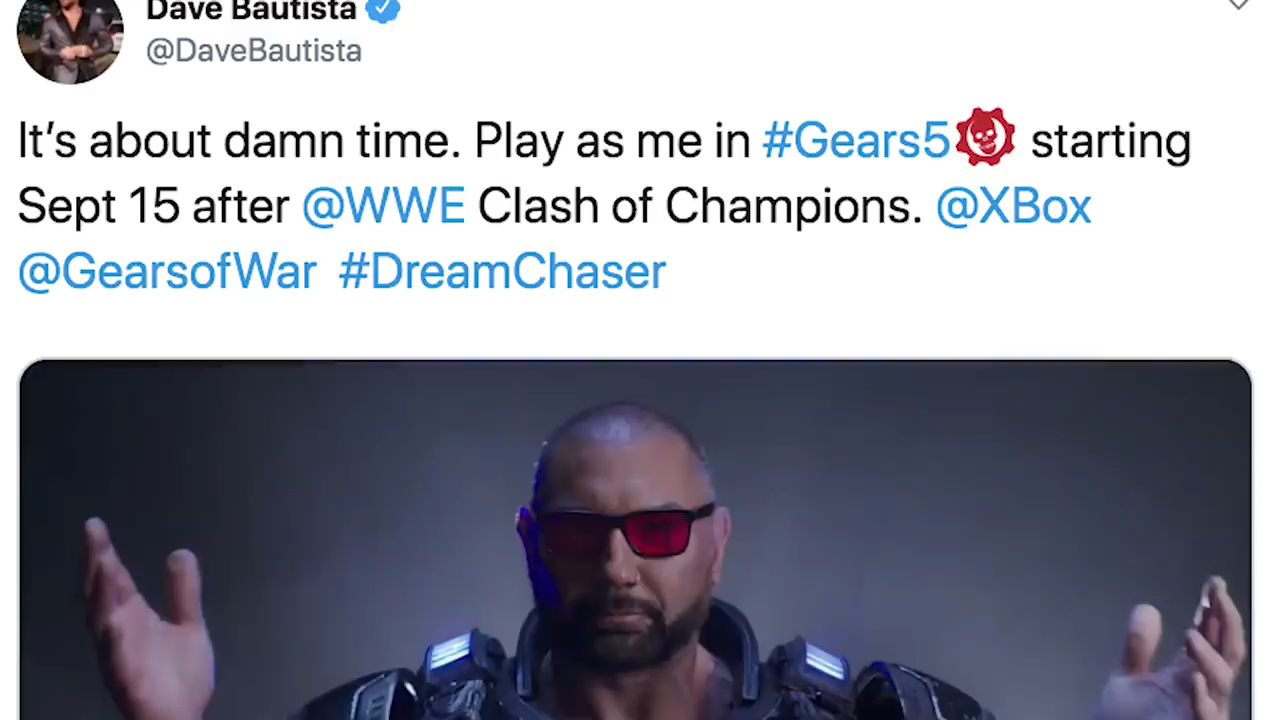 Dave Bautista
@DaveBautista
It's about damn time. Play as me in #Gears5 starting
Sept 15 after @WWE Clash of Champions. @XBox
@GearsofWar #DreamChaser